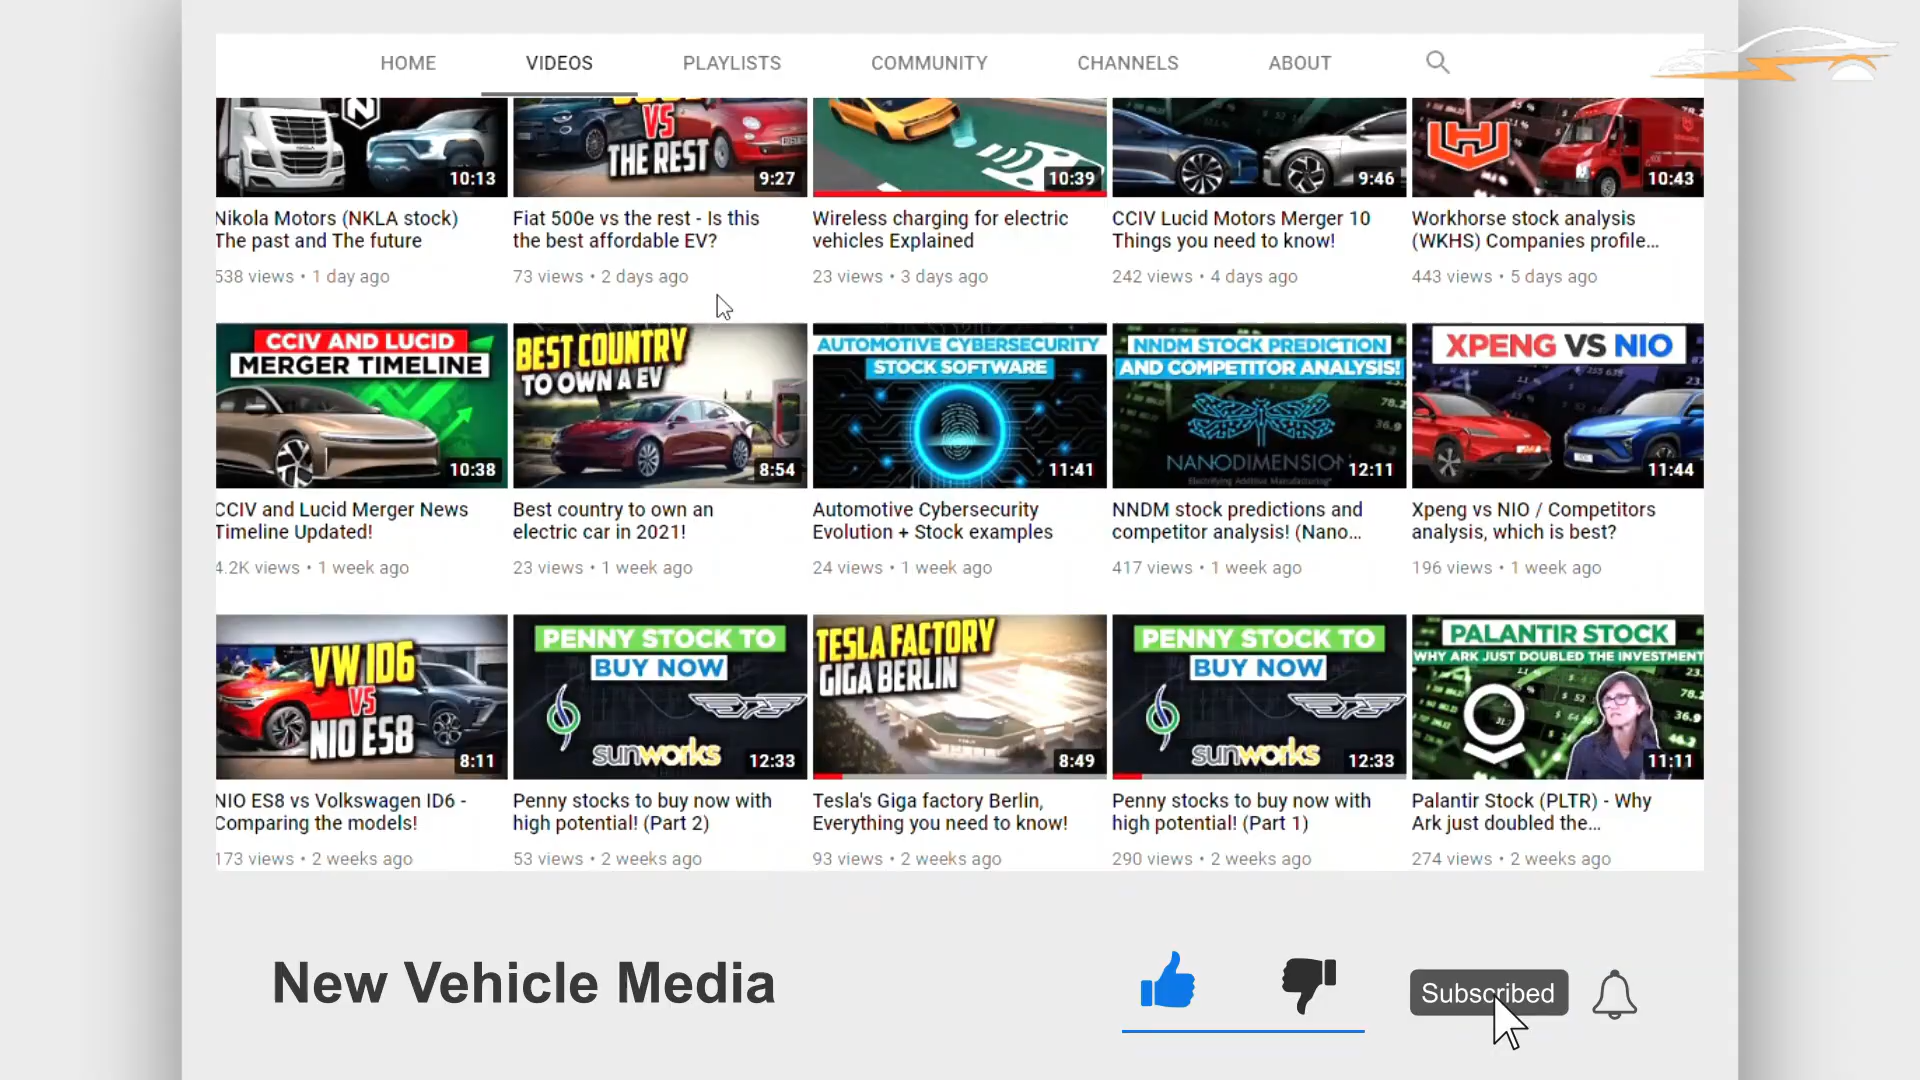 HOME VIDEOS PLAYLISTS COMMUNITY CHANNELS ABOUT
10:13
VS
THE REST
9:27
10:39
9:46
10:43
Nikola Motors (NKLA stock)
The past and The future
538 views • 1 day ago
Fiat 500e vs the rest - Is this
the best affordable EV?
73 views • 2 days ago
Wireless charging for electric
vehicles Explained
23 views • 3 days ago
CCIV Lucid Motors Merger 10
Things you need to know!
242 views • 4 days ago
Workhorse stock analysis
(WKHS) Companies profile...
443 views • 5 days ago
CCIV AND LUCID
MERGER TIMELINE
10:38
BEST COUNTRY
TO OWN A EV
8:54
AUTOMOTIVE CYBERSECURITY
STOCK SOFTWARE
11:41
NNDM STOCK PREDICTION
AND COMPETITOR ANALYSIS!
NANODIMENSION
Electrifying Additive Manufacturing
12:11
XPENG VS NIO
11:44
CCIV and Lucid Merger News
Timeline Updated!
4.2K views • 1 week ago
Best country to own an
electric car in 2021!
23 views • 1 week ago
Automotive Cybersecurity
Evolution + Stock examples
24 views • 1 week ago
NNDM stock predictions and
competitor analysis! (Nano...
417 views • 1 week ago
Xpeng vs NIO / Competitors
analysis, which is best?
196 views • 1 week ago
VW ID6
VS
NIO ES8
8:11
PENNY STOCK TO
BUY NOW
sunworks
12:33
TESLA FACTORY
GIGA BERLIN
8:49
PENNY STOCK TO
BUY NOW
sunworks
12:33
PALANTIR STOCK
WHY ARK JUST DOUBLED THE INVESTMENT
11:11
NIO ES8 vs Volkswagen ID6 -
Comparing the models!
173 views • 2 weeks ago
Penny stocks to buy now with
high potential! (Part 2)
53 views • 2 weeks ago
Tesla's Giga factory Berlin,
Everything you need to know!
93 views • 2 weeks ago
Penny stocks to buy now with
high potential! (Part 1)
290 views • 2 weeks ago
Palantir Stock (PLTR) - Why
Ark just doubled the...
274 views • 2 weeks ago
New Vehicle Media
Subscribed